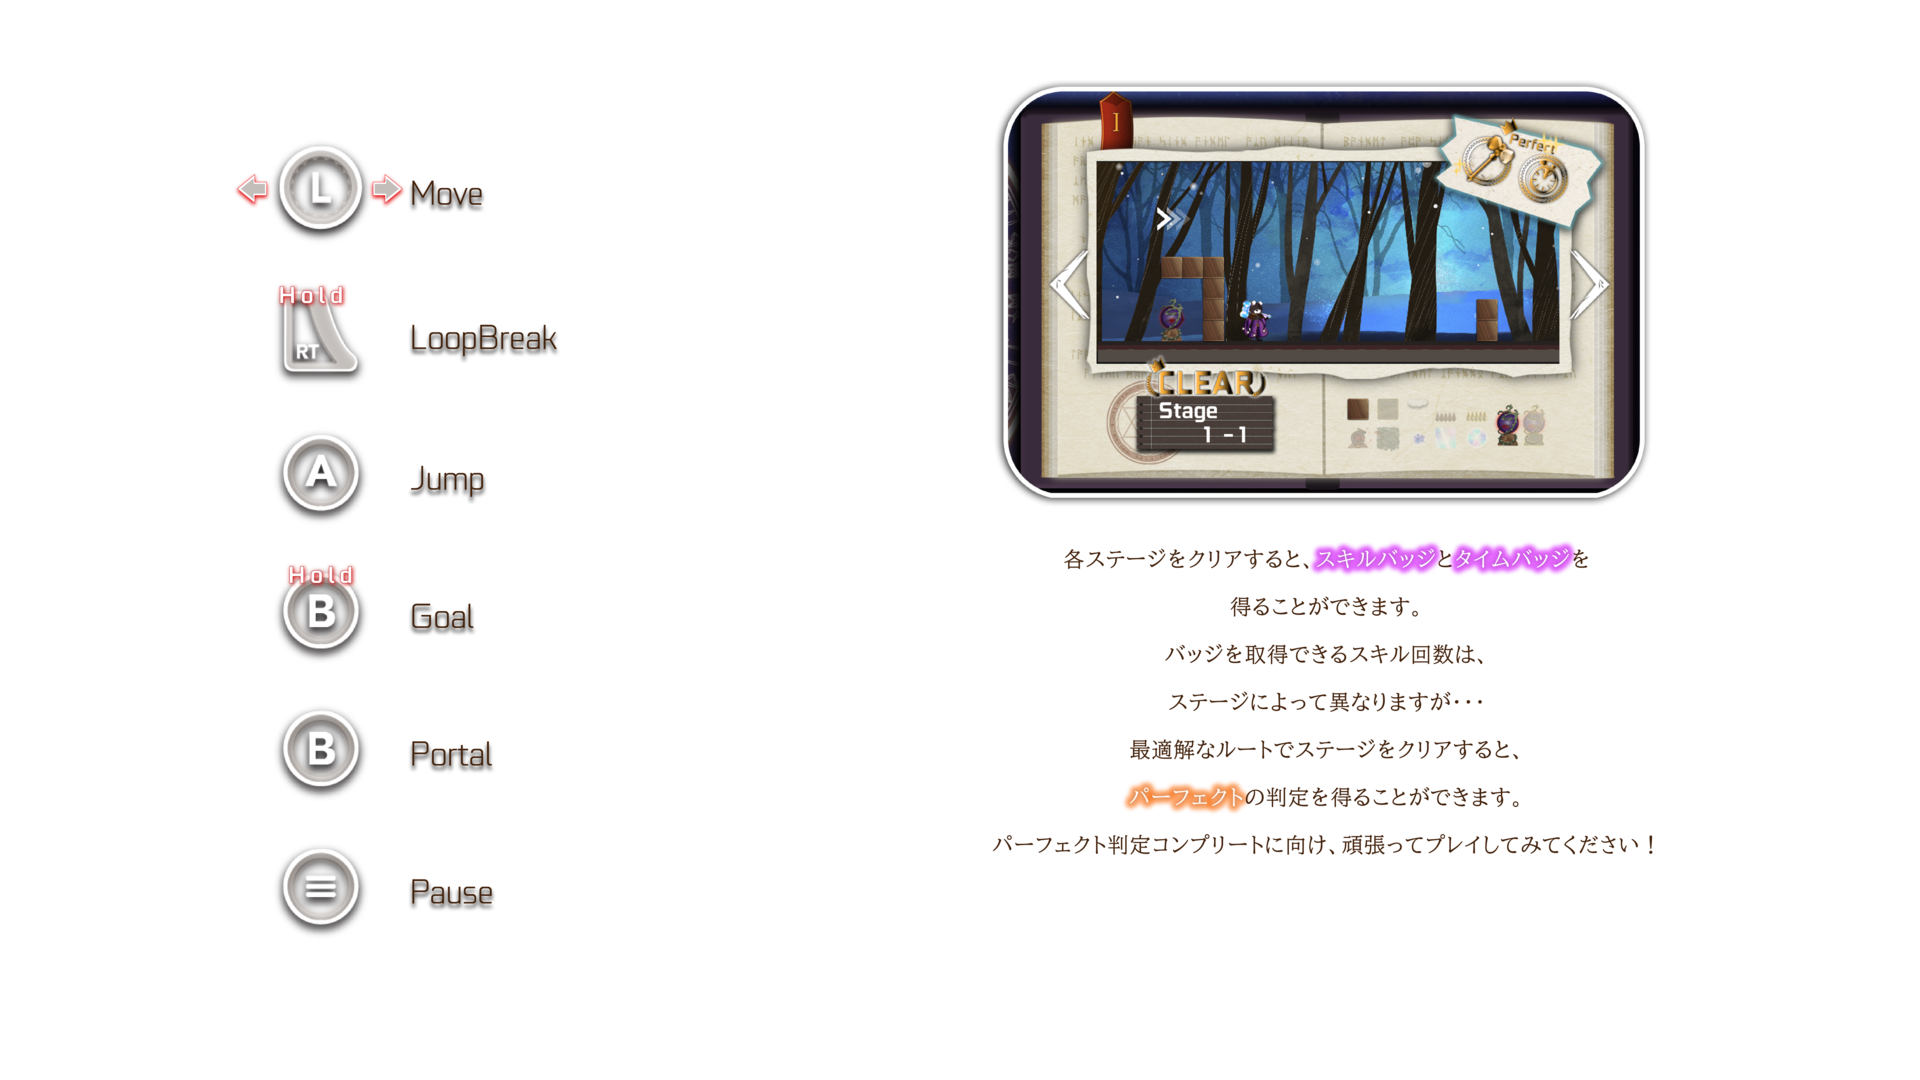 L
Move
Hold
RT
LoopBreak
A
Jump
Hold
B
Goal
B
Portal
Pause
I
Perfect
CLEAR
Stage
1 - 1
各ステージをクリアすると、スキルバッジとタイムバッジを
得ることができます。
バッジを取得できるスキル回数は、
ステージによって異なりますが･･･
最適解なルートでステージをクリアすると、
パーフェクトの判定を得ることができます。
パーフェクト判定コンプリートに向け、頑張ってプレイしてみてください！